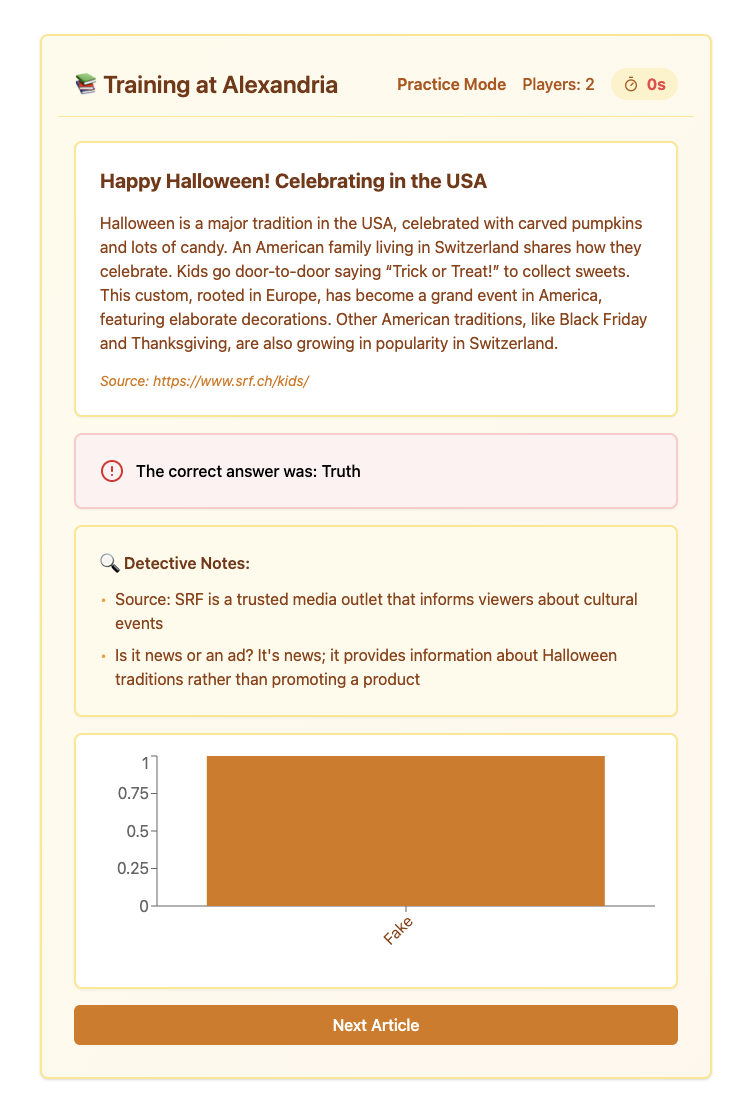 📚 Training at Alexandria
Practice Mode
Players: 2
0s
Happy Halloween! Celebrating in the USA
Halloween is a major tradition in the USA, celebrated with carved pumpkins
and lots of candy. An American family living in Switzerland shares how they
celebrate. Kids go door-to-door saying “Trick or Treat!” to collect sweets.
This custom, rooted in Europe, has become a grand event in America,
featuring elaborate decorations. Other American traditions, like Black Friday
and Thanksgiving, are also growing in popularity in Switzerland.
Source: https://www.srf.ch/kids/
The correct answer was: Truth
🔍 Detective Notes:
• Source: SRF is a trusted media outlet that informs viewers about cultural
events
• Is it news or an ad? It's news; it provides information about Halloween
traditions rather than promoting a product
1
0.75
0.5
0.25
0
Fake
Next Article